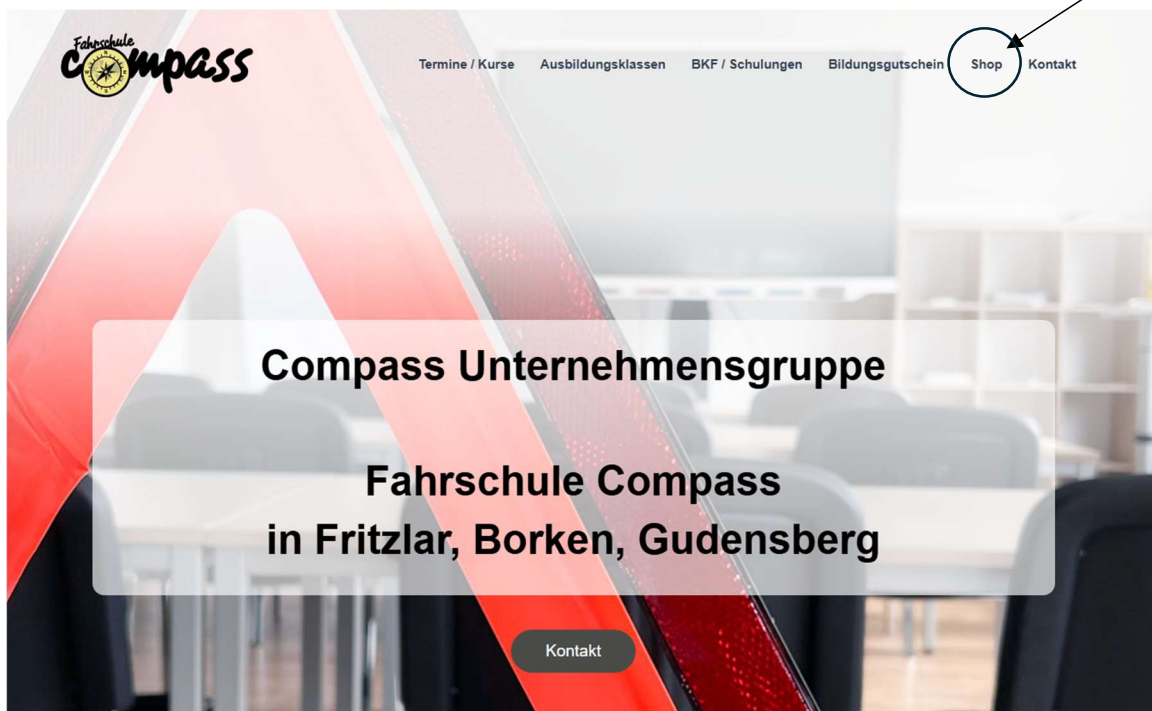 Fahrschule
compass
Termine / Kurse Ausbildungsklassen BKF / Schulungen Bildungsgutschein Shop Kontakt
Compass Unternehmensgruppe
Fahrschule Compass
in Fritzlar, Borken, Gudensberg
Kontakt